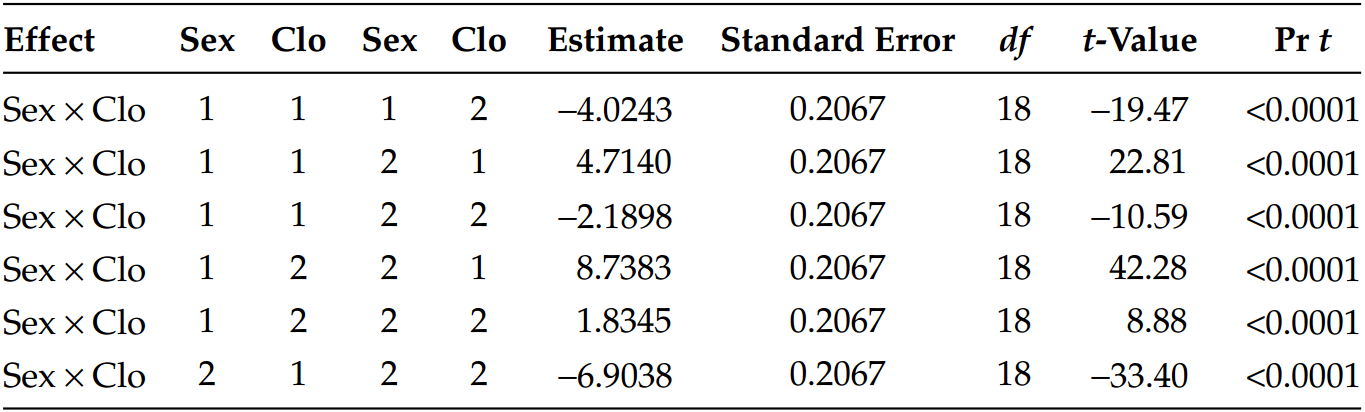 Effect Sex Clo Sex Clo Estimate Standard Error df t-Value Pr t
Sex × Clo 1 1 1 2 –4.0243 0.2067 18 –19.47 <0.0001
Sex × Clo 1 1 2 1 4.7140 0.2067 18 22.81 <0.0001
Sex × Clo 1 1 2 2 –2.1898 0.2067 18 –10.59 <0.0001
Sex × Clo 1 2 2 1 8.7383 0.2067 18 42.28 <0.0001
Sex × Clo 1 2 2 2 1.8345 0.2067 18 8.88 <0.0001
Sex × Clo 2 1 2 2 –6.9038 0.2067 18 –33.40 <0.0001